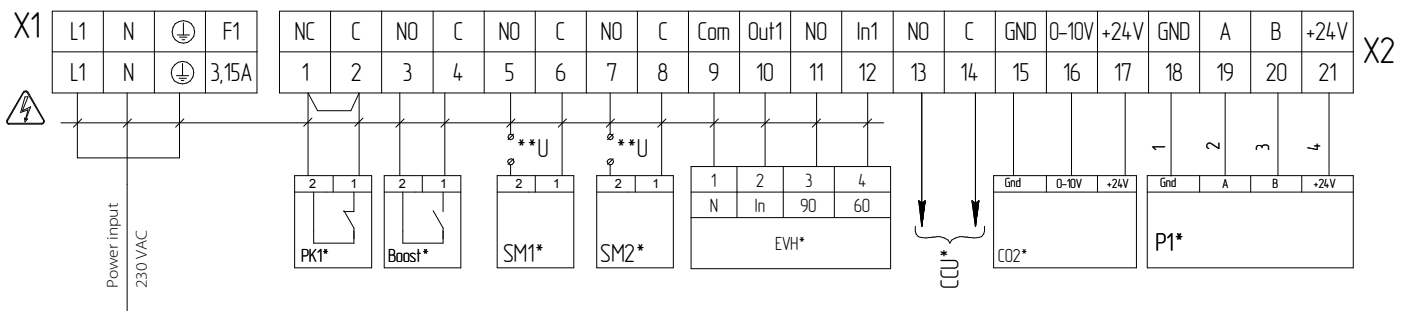 X1 L1 N F1 NC C NO C NO C NO C Com Out1 NO In1 NO C GND 0-10V +24V GND A B +24V X2
L1 N 3,15A 1 2 3 4 5 6 7 8 9 10 11 12 13 14 15 16 17 18 19 20 21
**U **U 1 2 3 4
2 1 2 1 2 1 2 1 1 2 3 4 Gnd 0-10V +24V Gnd A B +24V
N In 90 60
PK1* Boost* SM1* SM2* EVH* CCU* CO2* P1*
Power input
230 VAC